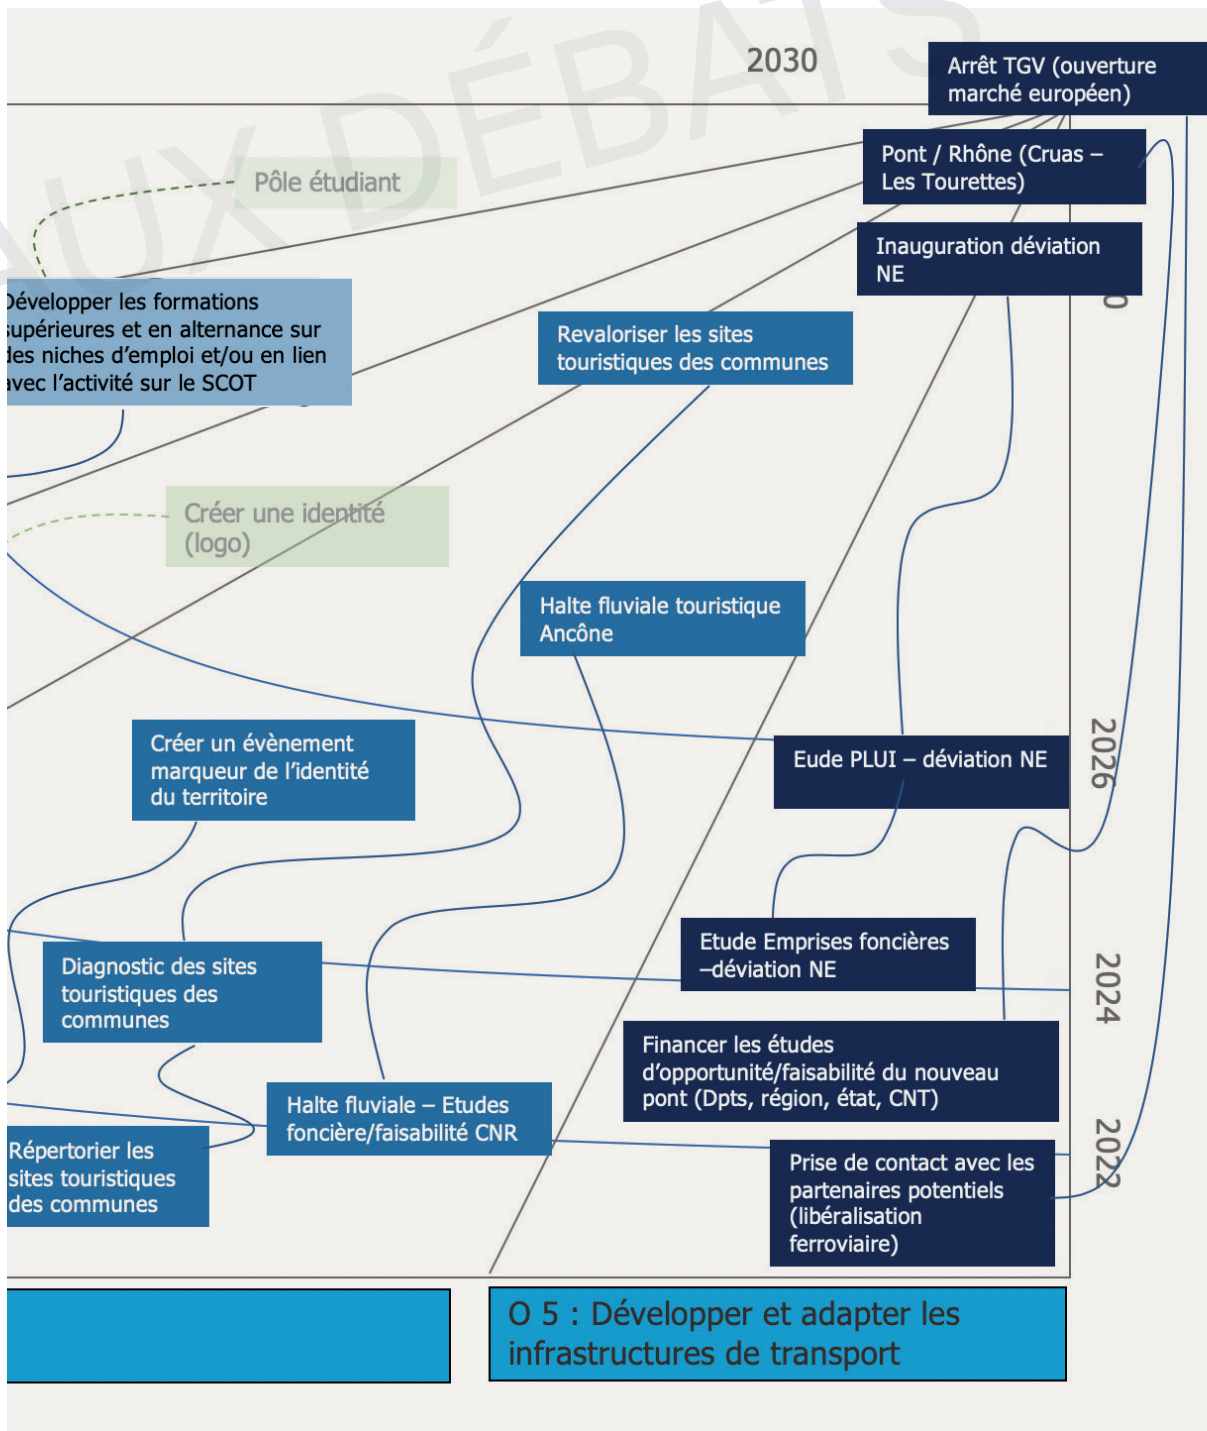 AUX DÉBATS
2030
Arrêt TGV (ouverture
marché européen)
Pont / Rhône (Cruas –
Les Tourettes)
Pôle étudiant
Inauguration déviation
NE
Développer les formations
supérieures et en alternance sur
des niches d’emploi et/ou en lien
avec l’activité sur le SCOT
Revaloriser les sites
touristiques des communes
Créer une identité
(logo)
Halte fluviale touristique
Ancône
Créer un évènement
marqueur de l’identité
du territoire
Eude PLUI – déviation NE
2026
Etude Emprises foncières
–déviation NE
Diagnostic des sites
touristiques des
communes
2024
Financer les études
d’opportunité/faisabilité du nouveau
pont (Dpts, région, état, CNT)
Halte fluviale – Etudes
foncière/faisabilité CNR
Répertorier les
sites touristiques
des communes
2022
Prise de contact avec les
partenaires potentiels
(libéralisation
ferroviaire)
O 5 : Développer et adapter les
infrastructures de transport